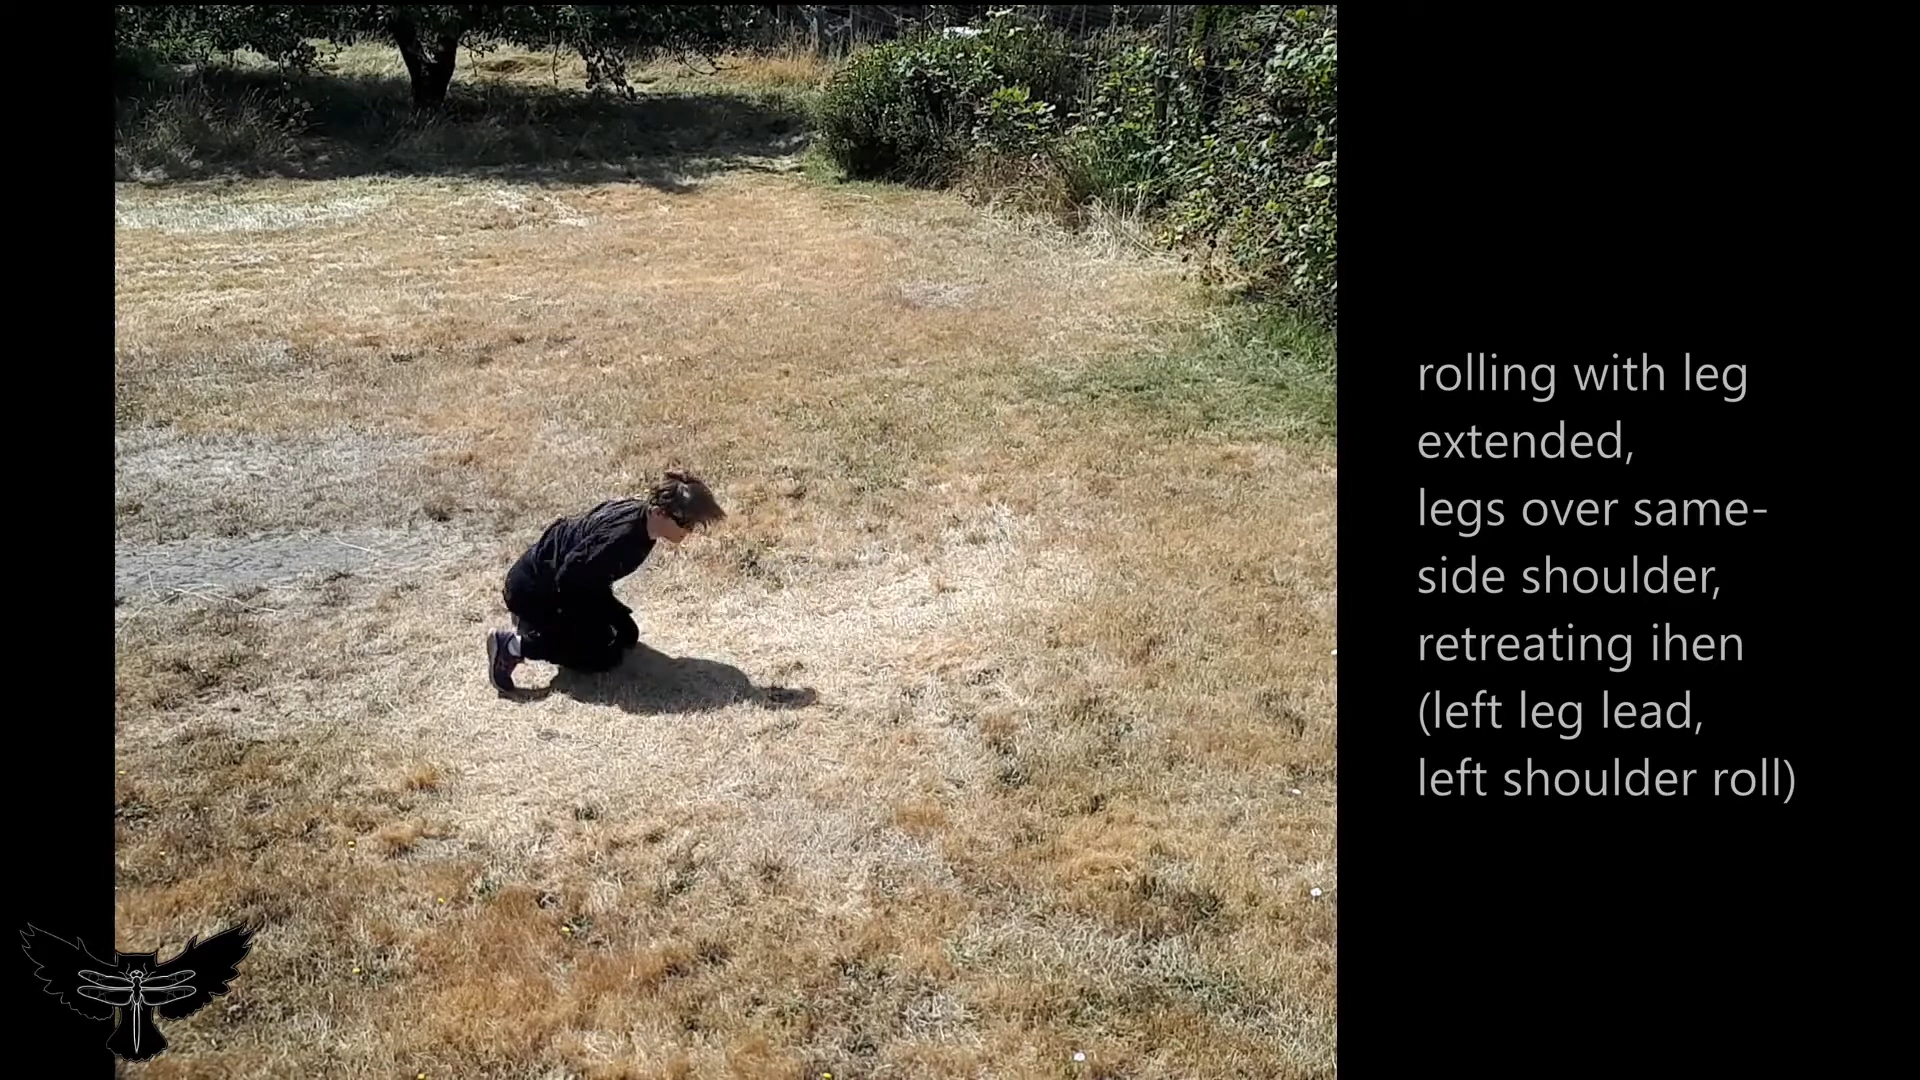 rolling with leg
extended,
legs over same-
side shoulder,
retreating ihen
(left leg lead,
left shoulder roll)